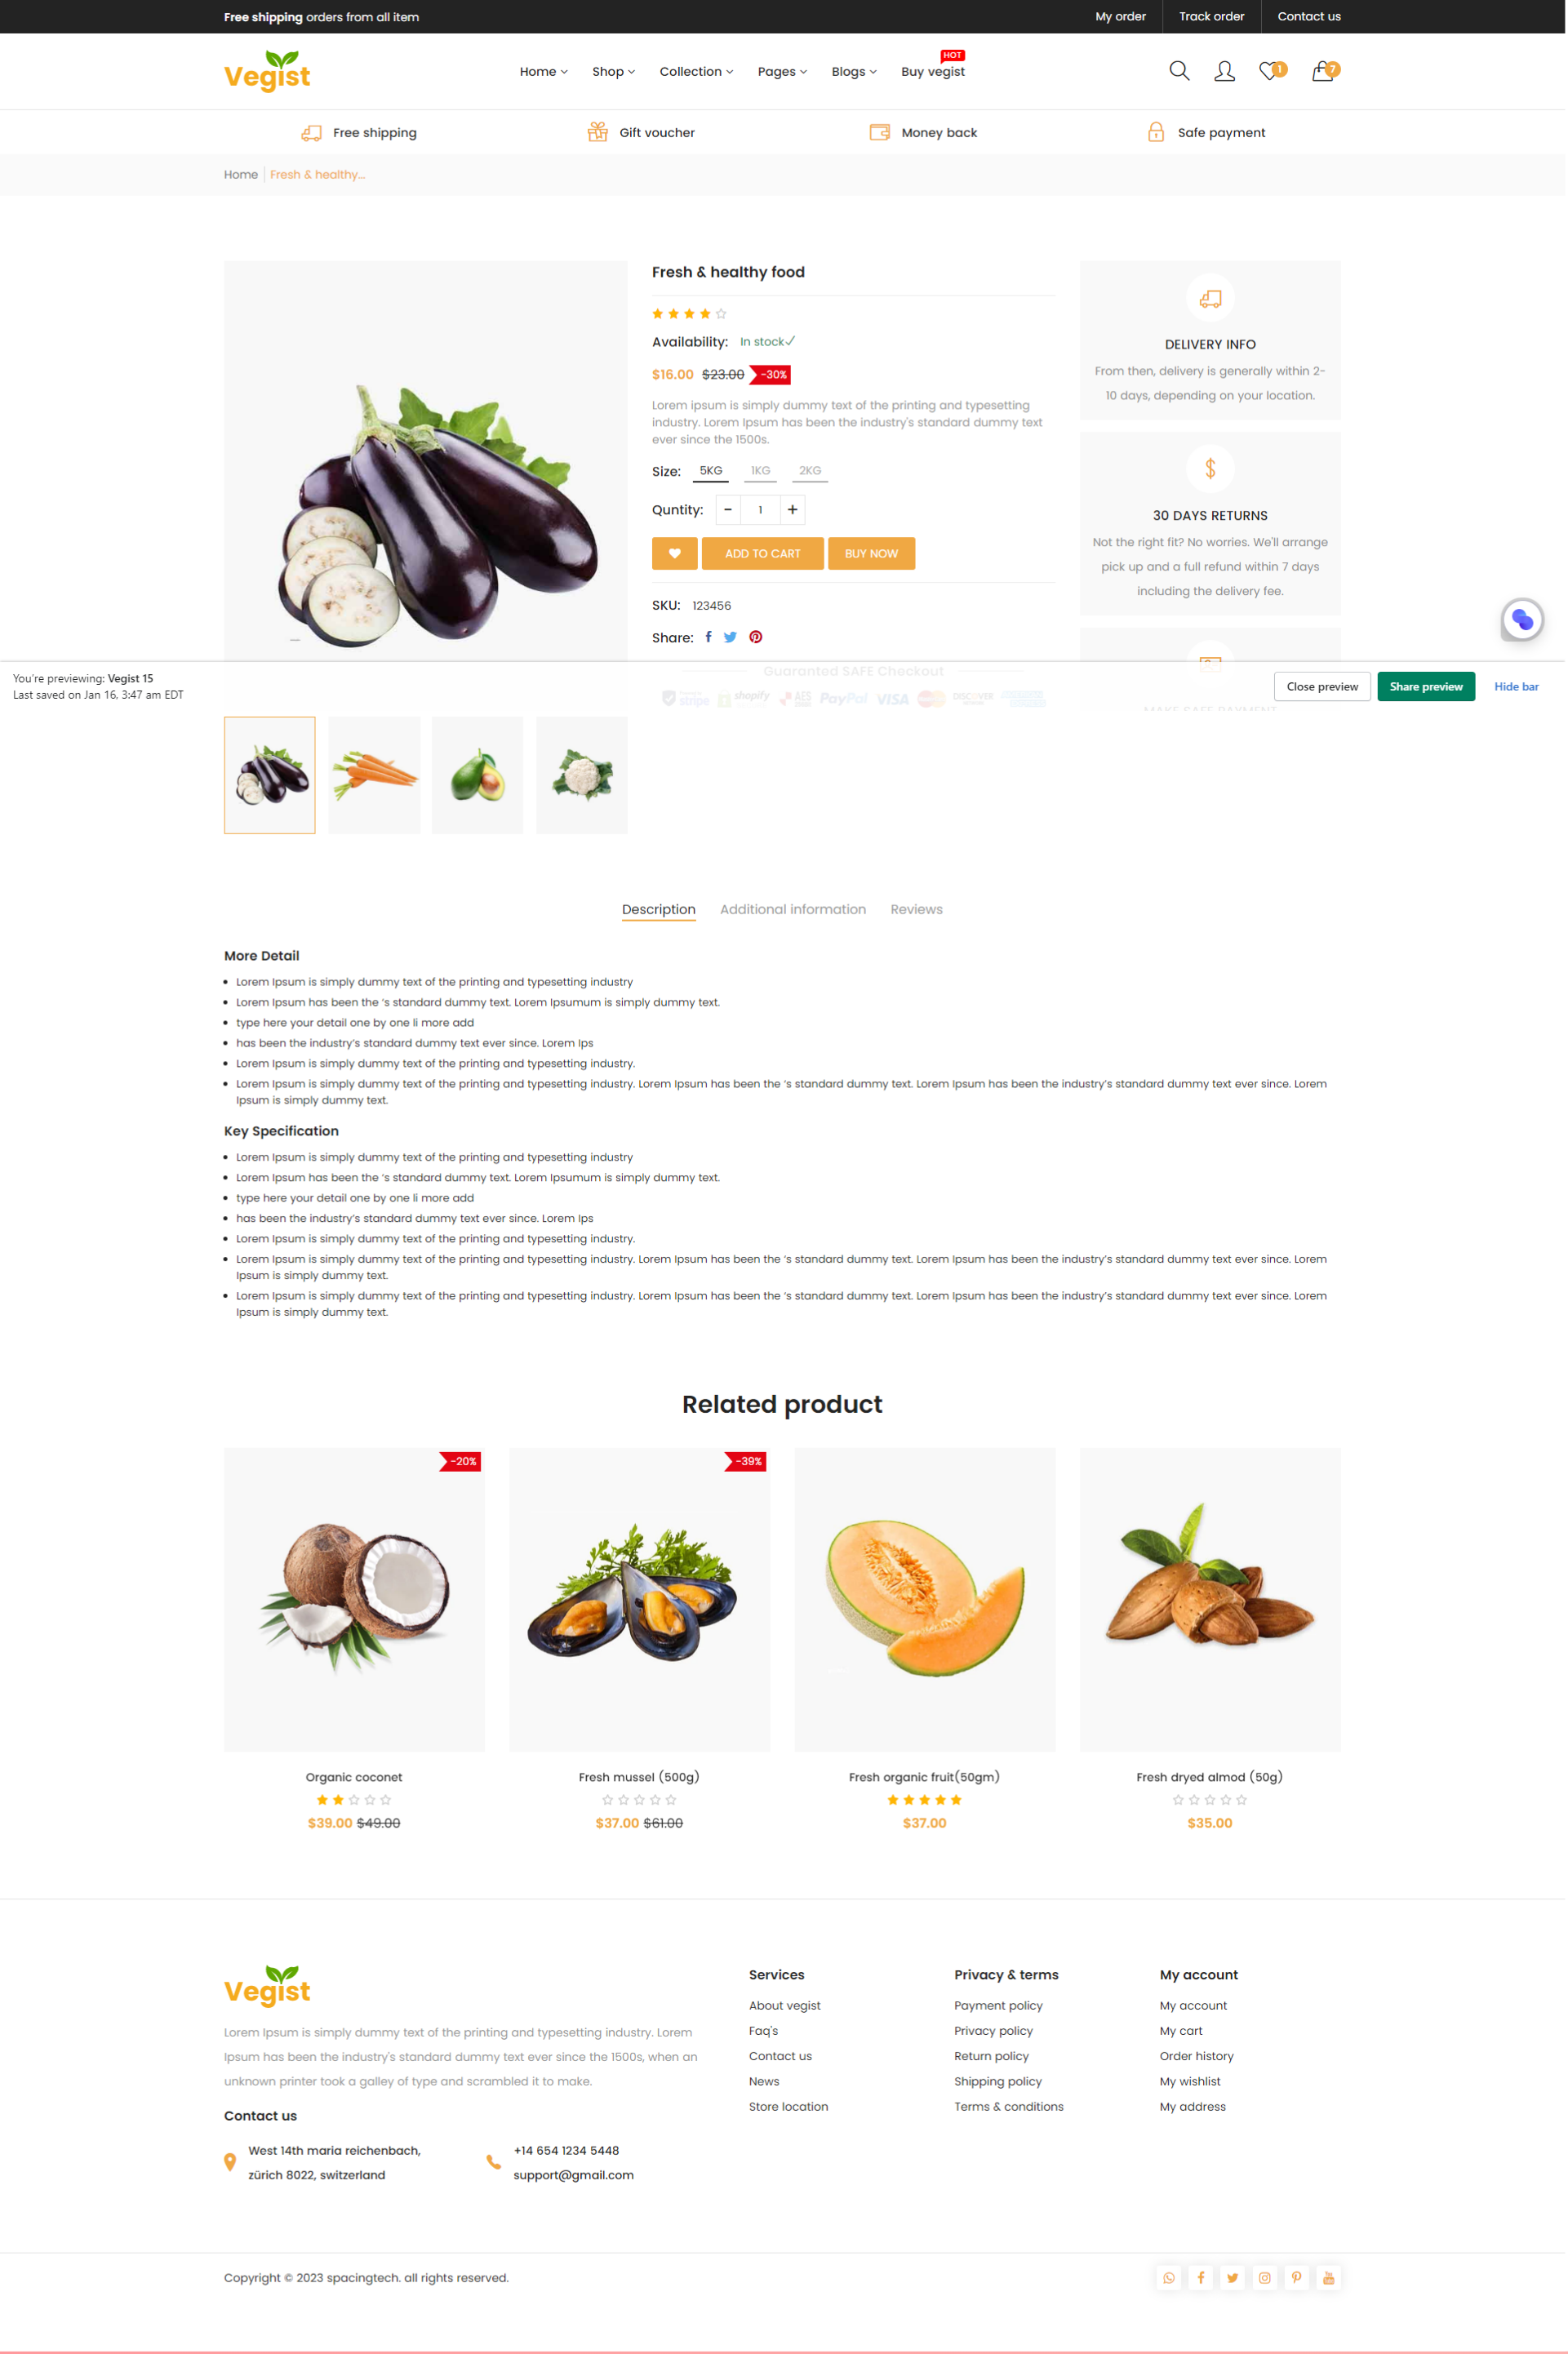 Free shipping orders from all item
My order
Track order
Contact us
Vegist
Home
Shop
Collection
Pages
Blogs
Buy vegist
HOT
1
7
Free shipping
Gift voucher
Money back
Safe payment
Home
Fresh & healthy...
Fresh & healthy food
Availability: In stock
$16.00 $23.00 -30%
Lorem ipsum is simply dummy text of the printing and typesetting
industry. Lorem Ipsum has been the industry's standard dummy text
ever since the 1500s.
Size: 5KG 1KG 2KG
Quntity: - 1 +
ADD TO CART
BUY NOW
SKU: 123456
Share:
Guaranted SAFE Checkout
stripe
shopify
AES
PayPal
VISA
DISCOVER
DELIVERY INFO
From then, delivery is generally within 2-
10 days, depending on your location.
30 DAYS RETURNS
Not the right fit? No worries. We'll arrange
pick up and a full refund within 7 days
including the delivery fee.
MAKE SAFE PAYMENT
You're previewing: Vegist 15
Last saved on Jan 16, 3:47 am EDT
Close preview
Share preview
Hide bar
Description
Additional information
Reviews
More Detail
Lorem Ipsum is simply dummy text of the printing and typesetting industry
Lorem Ipsum has been the 's standard dummy text. Lorem Ipsumum is simply dummy text.
type here your detail one by one li more add
has been the industry's standard dummy text ever since. Lorem Ips
Lorem Ipsum is simply dummy text of the printing and typesetting industry.
Lorem Ipsum is simply dummy text of the printing and typesetting industry. Lorem Ipsum has been the 's standard dummy text. Lorem Ipsum has been the industry's standard dummy text ever since. Lorem
Ipsum is simply dummy text.
Key Specification
Lorem Ipsum is simply dummy text of the printing and typesetting industry
Lorem Ipsum has been the 's standard dummy text. Lorem Ipsumum is simply dummy text.
type here your detail one by one li more add
has been the industry's standard dummy text ever since. Lorem Ips
Lorem Ipsum is simply dummy text of the printing and typesetting industry.
Lorem Ipsum is simply dummy text of the printing and typesetting industry. Lorem Ipsum has been the 's standard dummy text. Lorem Ipsum has been the industry's standard dummy text ever since. Lorem
Ipsum is simply dummy text.
Lorem Ipsum is simply dummy text of the printing and typesetting industry. Lorem Ipsum has been the 's standard dummy text. Lorem Ipsum has been the industry's standard dummy text ever since. Lorem
Ipsum is simply dummy text.
Related product
-20%
-39%
Organic coconet
$39.00 $49.00
Fresh mussel (500g)
$37.00 $61.00
Fresh organic fruit(50gm)
$37.00
Fresh dryed almod (50g)
$35.00
Vegist
Lorem Ipsum is simply dummy text of the printing and typesetting industry. Lorem
Ipsum has been the industry's standard dummy text ever since the 1500s, when an
unknown printer took a galley of type and scrambled it to make.
Contact us
West 14th maria reichenbach,
zürich 8022, switzerland
+14 654 1234 5448
support@gmail.com
Services
About vegist
Faq's
Contact us
News
Store location
Privacy & terms
Payment policy
Privacy policy
Return policy
Shipping policy
Terms & conditions
My account
My account
My cart
Order history
My wishlist
My address
Copyright © 2023 spacingtech. all rights reserved.